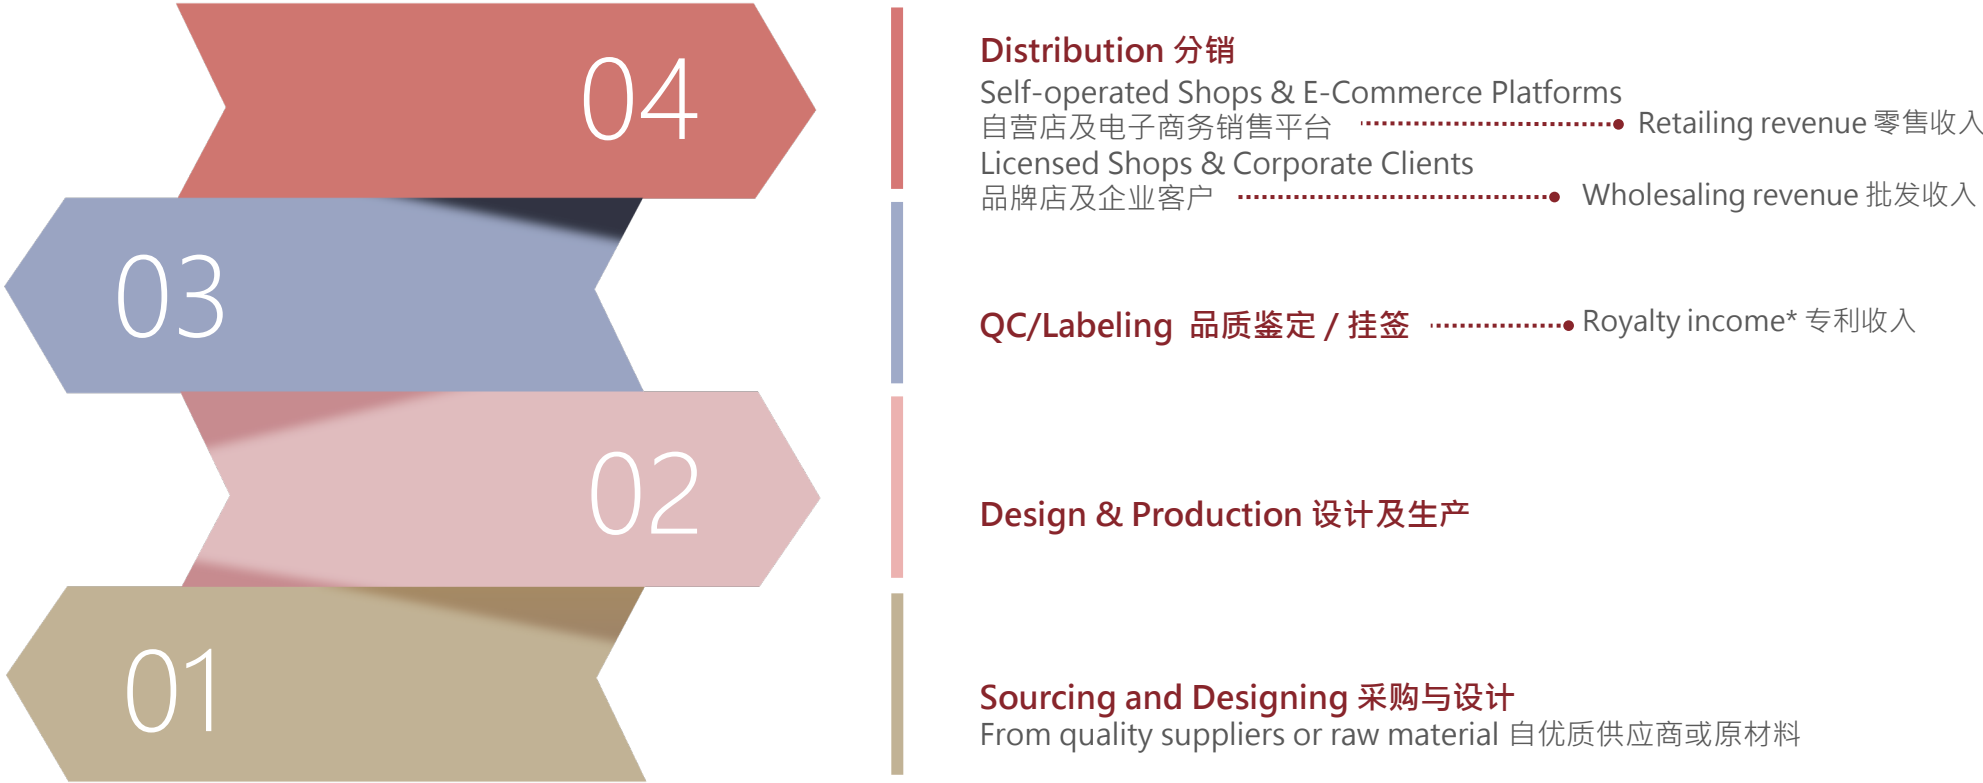 04
Distribution 分销
Self-operated Shops & E-Commerce Platforms
自营店及电子商务销售平台
Retailing revenue 零售收入
Licensed Shops & Corporate Clients
品牌店及企业客户
Wholesaling revenue 批发收入
03
QC/Labeling 品质鉴定 / 挂签
Royalty income* 专利收入
02
Design & Production 设计及生产
01
Sourcing and Designing 采购与设计
From quality suppliers or raw material 自优质供应商或原材料